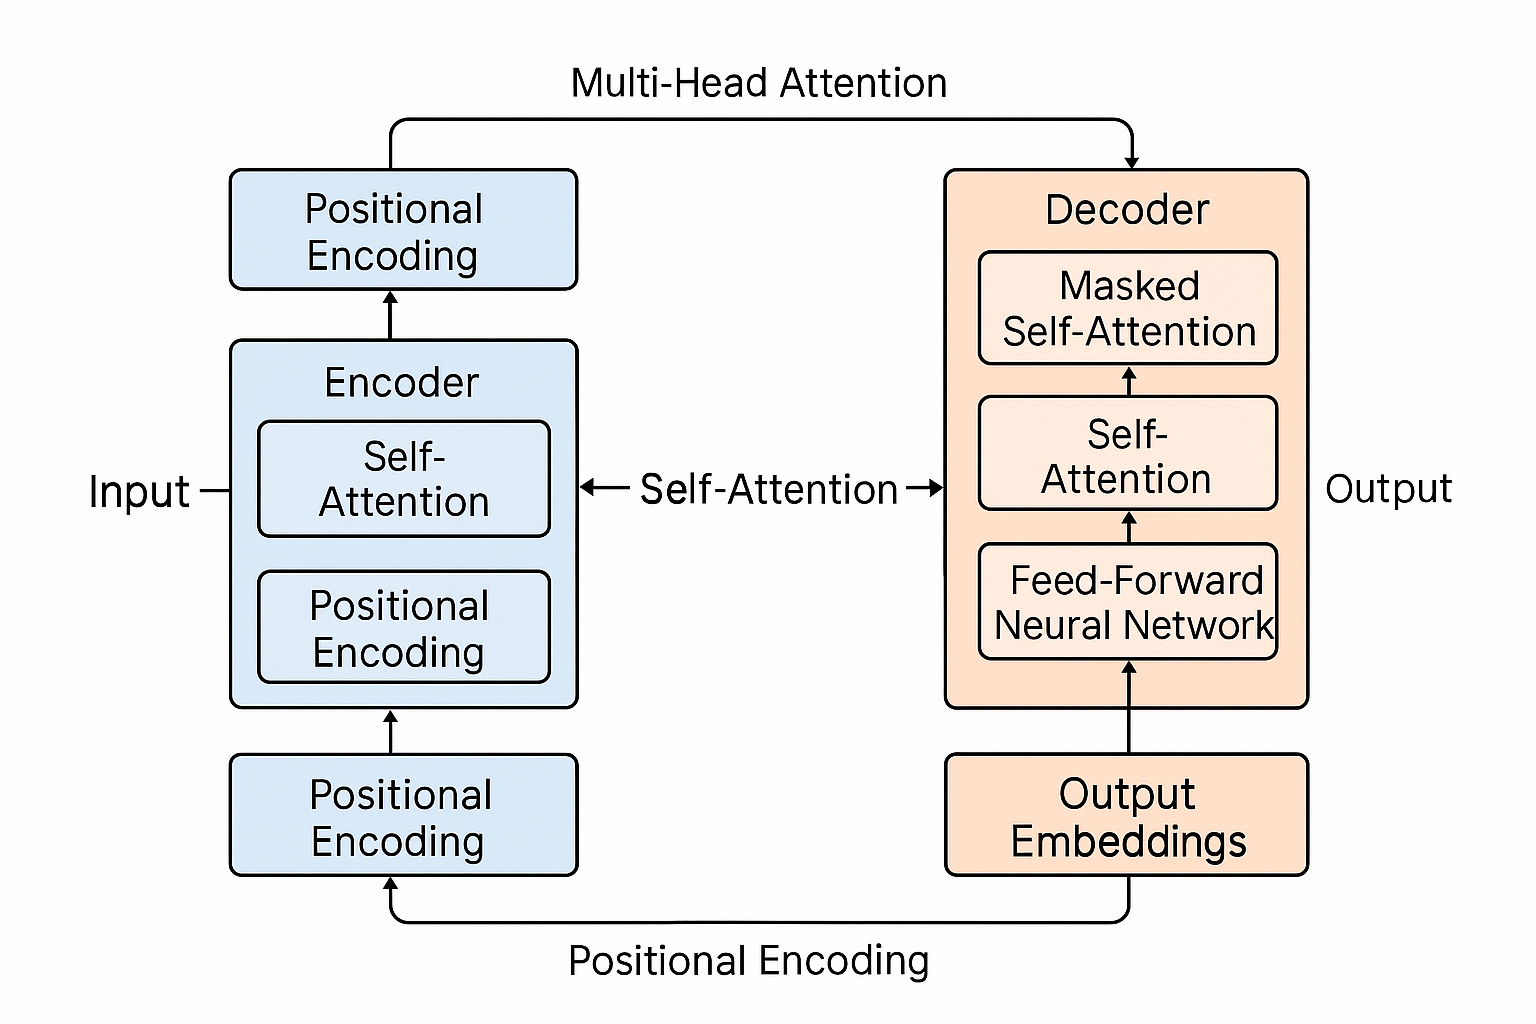 Multi-Head Attention
Positional
Encoding
Encoder
Self-
Attention
Positional
Encoding
Positional
Encoding
Input
Self-Attention
Decoder
Masked
Self-Attention
Self-
Attention
Feed-Forward
Neural Network
Output
Embeddings
Output
Positional Encoding